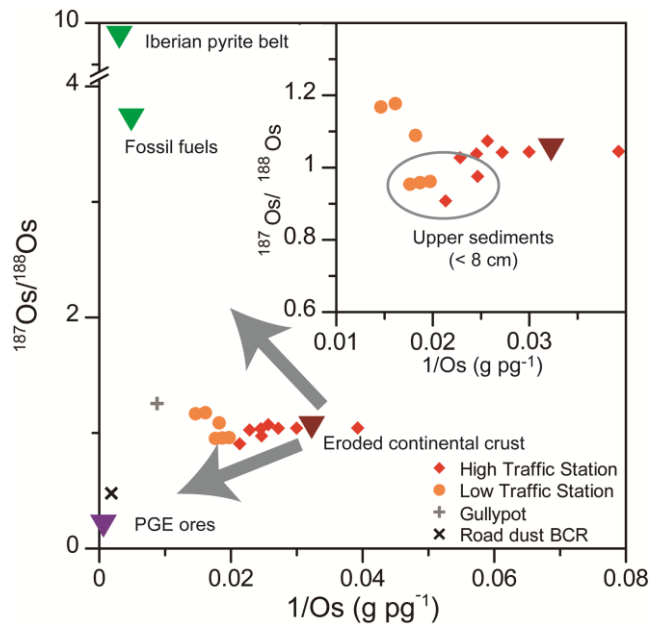 10
Iberian pyrite belt
4
Fossil fuels
2
0
187Os/188Os
1.2
1
0.8
0.6
187Os/ 188Os
Upper sediments
(< 8 cm)
0.01 0.02 0.03
1/Os (g pg-1)
Eroded continental crust
High Traffic Station
Low Traffic Station
Gullypot
Road dust BCR
PGE ores
0 0.02 0.04 0.06 0.08
1/Os (g pg-1)